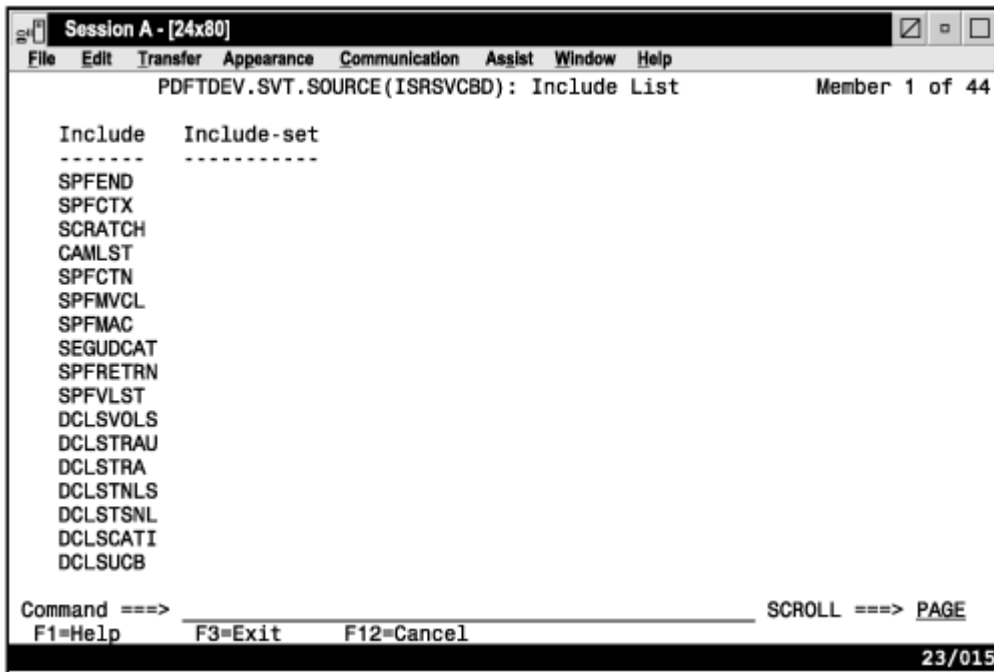 Session A - [24x80]
File Edit Transfer Appearance Communication Assist Window Help
PDFTDEV.SVT.SOURCE(ISRSVCBD): Include List Member 1 of 44
Include Include-set
------- -----------
SPFEND
SPFCTX
SCRATCH
CAMLST
SPFCTN
SPFMVCL
SPFMAC
SEGUDCAT
SPFRETRN
SPFVLST
DCLSVOLS
DCLSTRAU
DCLSTRA
DCLSTNLS
DCLSTSNL
DCLSCATI
DCLSUCB
Command ===> SCROLL ===> PAGE
F1=Help F3=Exit F12=Cancel
23/015